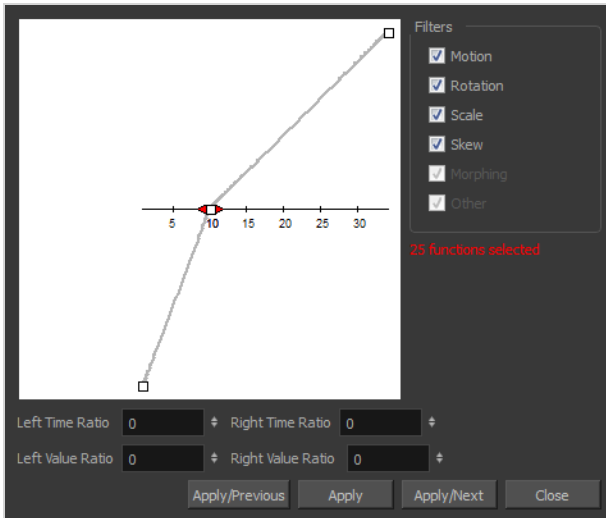 Filters
Motion
Rotation
Scale
Skew
Morphing
Other
25 functions selected
5 10 15 20 25 30
Left Time Ratio 0 Right Time Ratio 0
Left Value Ratio 0 Right Value Ratio 0
Apply/Previous Apply Apply/Next Close